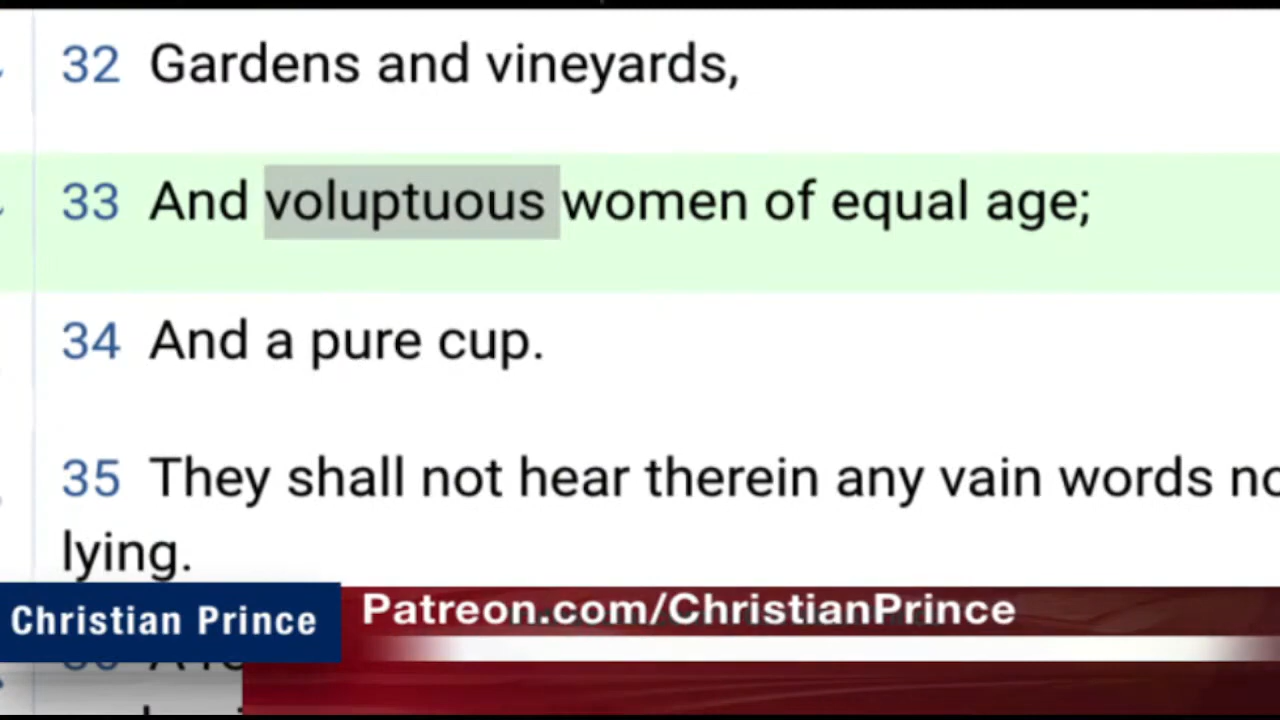 32 Gardens and vineyards,
33 And voluptuous women of equal age;
34 And a pure cup.
35 They shall not hear therein any vain words
lying.
Christian Prince
Patreon.com/ChristianPrince